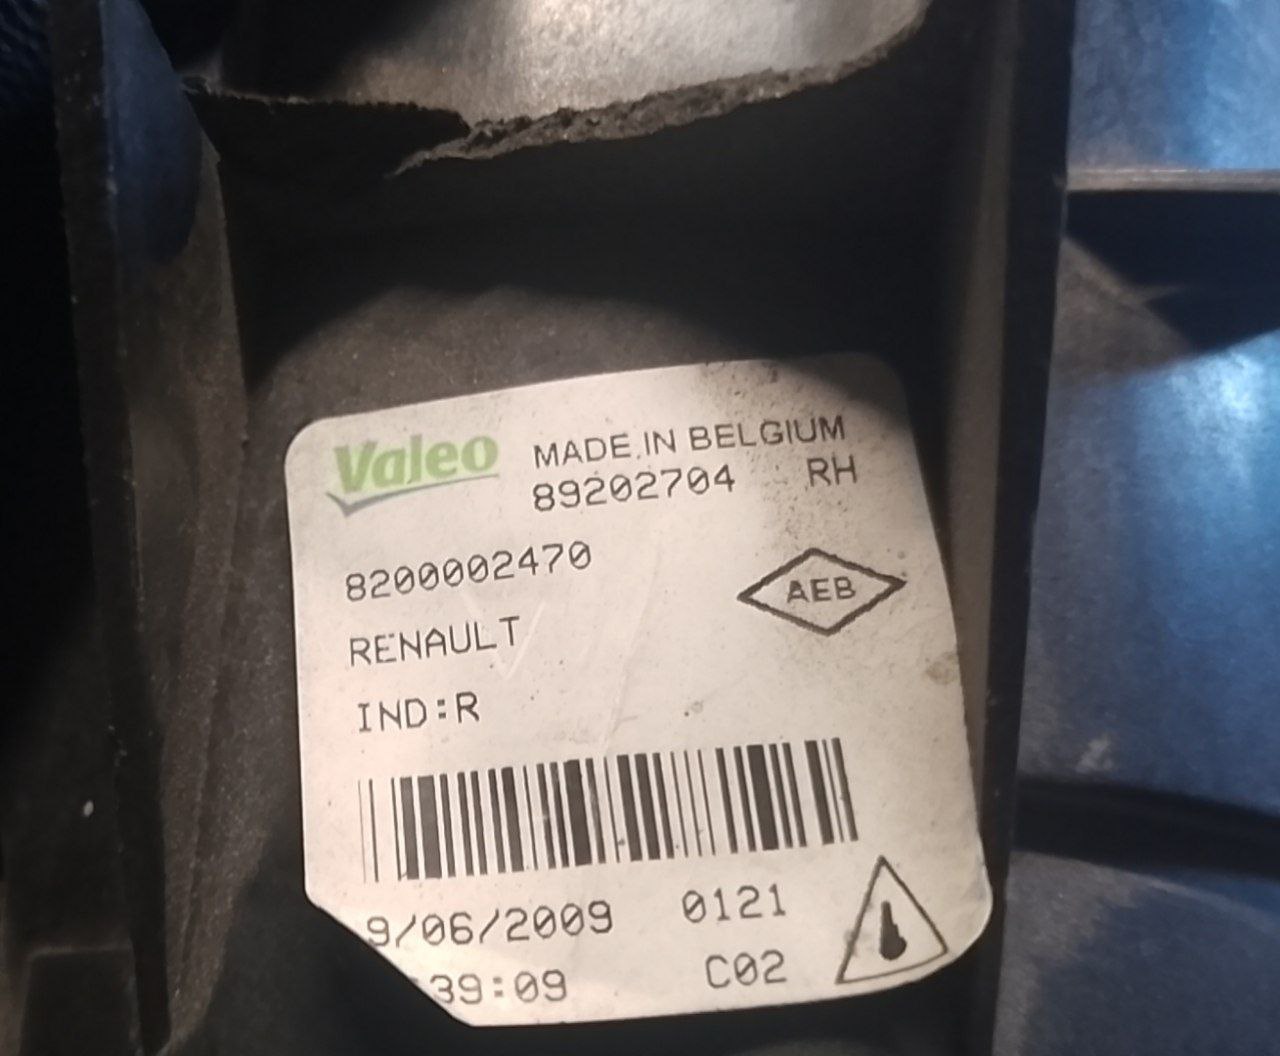 Valeo MADE IN BELGIUM
89202704 RH
8200002470
AEB
RENAULT
IND:R
9/06/2009 0121
39:09 C02